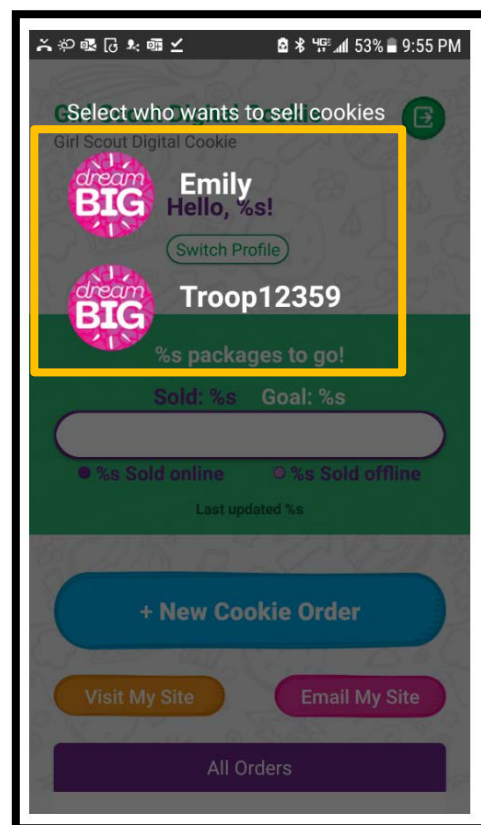 4G 53% 9:55 PM
Select who wants to sell cookies
Girl Scout Digital Cookie
dream BIG
Emily
Hello, %s!
Switch Profile
dream BIG
Troop12359
%s packages to go!
Sold: %s Goal: %s
%s Sold online %s Sold offline
Last updated %s
+ New Cookie Order
Visit My Site Email My Site
All Orders